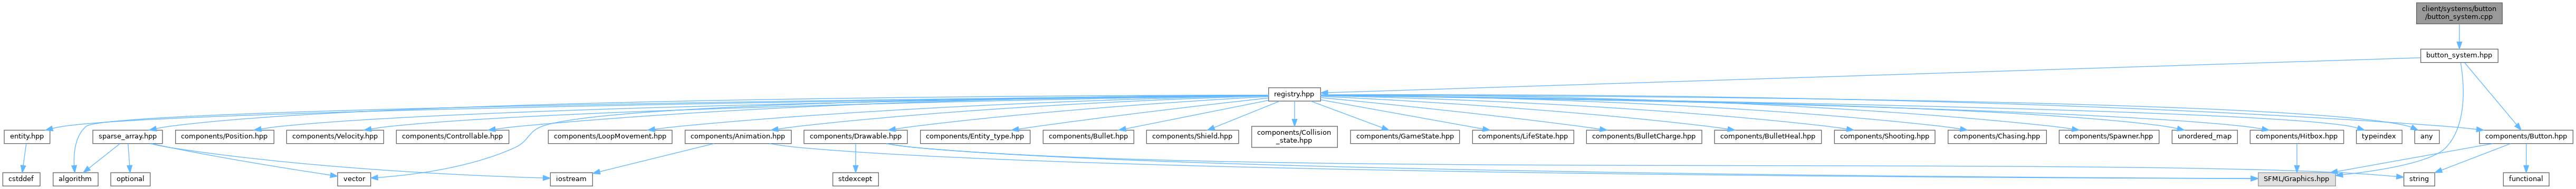 client/systems/button
/button_system.cpp
button_system.hpp
registry.hpp
entity.hpp
sparse_array.hpp
components/Position.hpp
components/Velocity.hpp
components/Controllable.hpp
components/LoopMovement.hpp
components/Animation.hpp
components/Drawable.hpp
components/Entity_type.hpp
components/Bullet.hpp
components/Shield.hpp
components/Collision
_state.hpp
components/GameState.hpp
components/LifeState.hpp
components/BulletCharge.hpp
components/BulletHeal.hpp
components/Shooting.hpp
components/Chasing.hpp
components/Spawner.hpp
unordered_map
components/Hitbox.hpp
typeindex
any
components/Button.hpp
cstddef
algorithm
optional
vector
iostream
stdexcept
SFML/Graphics.hpp
string
functional